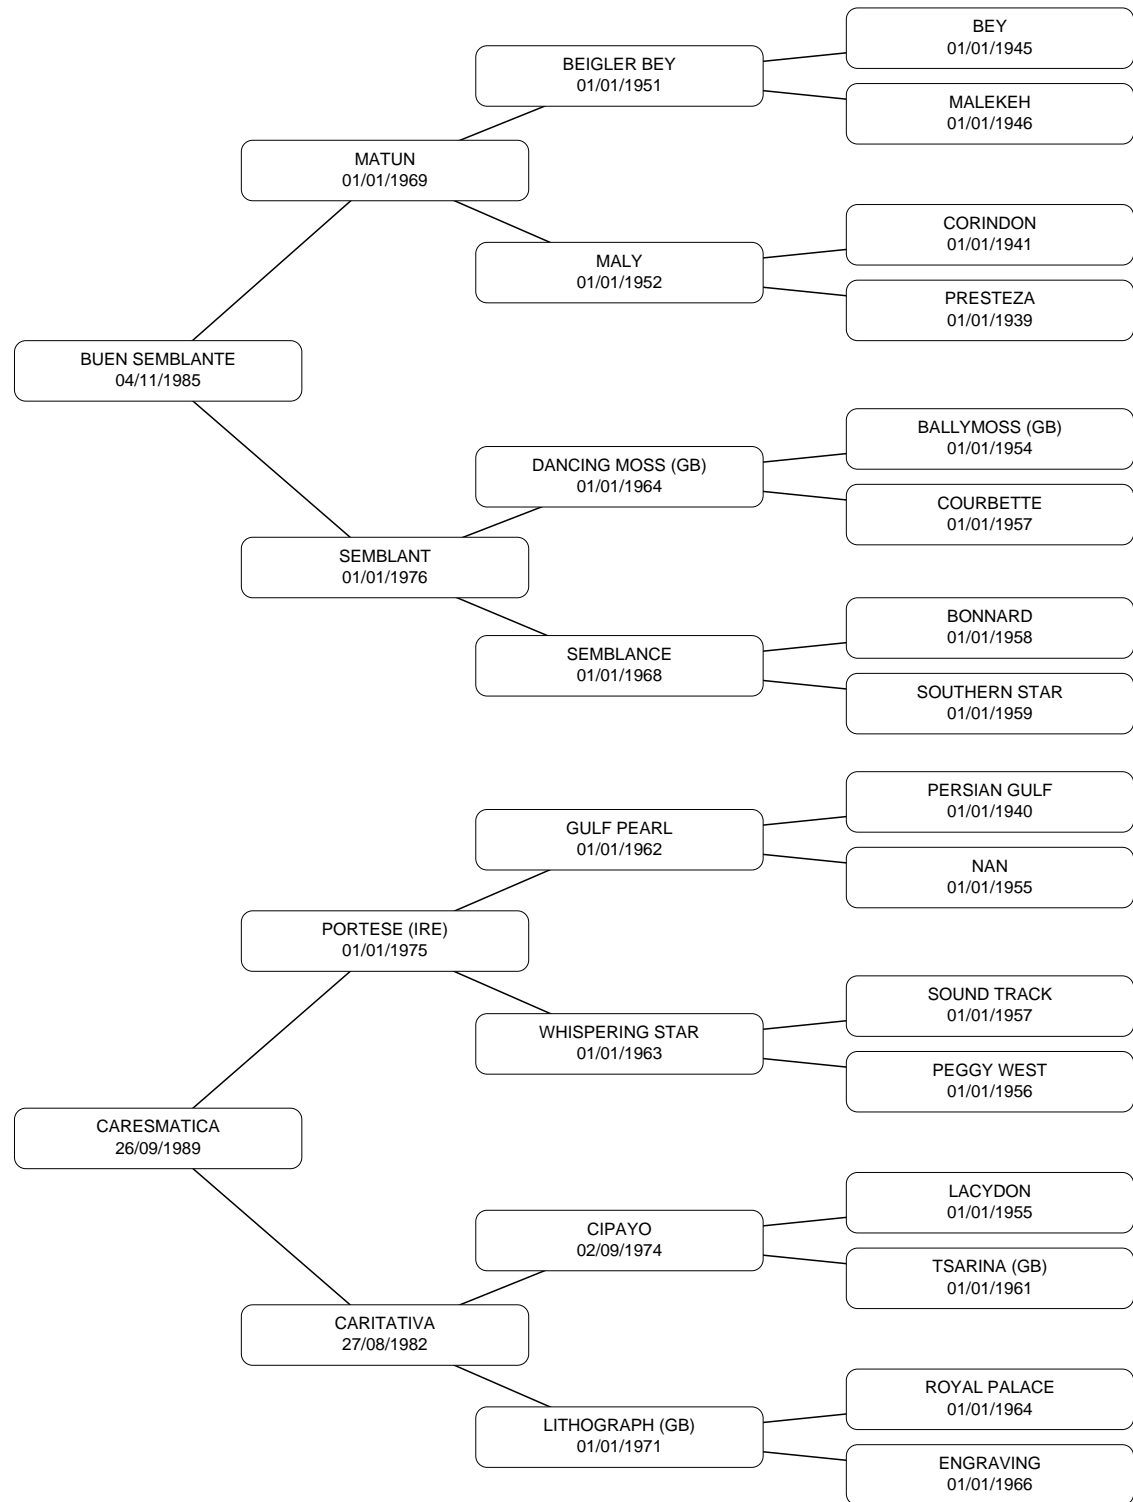 BEY
01/01/1945
BEIGLER BEY
01/01/1951
MALEKEH
01/01/1946
MATUN
01/01/1969
CORINDON
01/01/1941
MALY
01/01/1952
PRESTEZA
01/01/1939
BUEN SEMBLANTE
04/11/1985
BALLYMOSS (GB)
01/01/1954
DANCING MOSS (GB)
01/01/1964
COURBETTE
01/01/1957
SEMBLANT
01/01/1976
BONNARD
01/01/1958
SEMBLANCE
01/01/1968
SOUTHERN STAR
01/01/1959
PERSIAN GULF
01/01/1940
GULF PEARL
01/01/1962
NAN
01/01/1955
PORTESE (IRE)
01/01/1975
SOUND TRACK
01/01/1957
WHISPERING STAR
01/01/1963
PEGGY WEST
01/01/1956
CARESMATICA
26/09/1989
LACYDON
01/01/1955
CIPAYO
02/09/1974
TSARINA (GB)
01/01/1961
CARITATIVA
27/08/1982
ROYAL PALACE
01/01/1964
LITHOGRAPH (GB)
01/01/1971
ENGRAVING
01/01/1966